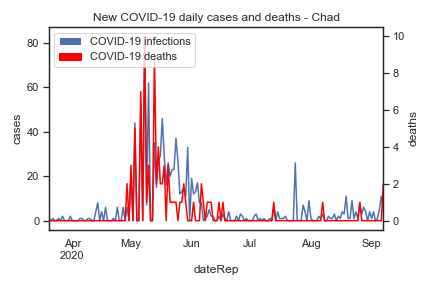 New COVID-19 daily cases and deaths - Chad
COVID-19 infections
COVID-19 deaths
cases
80
60
40
20
0
deaths
10
8
6
4
2
0
Apr
2020
May
Jun
Jul
Aug
Sep
dateRep